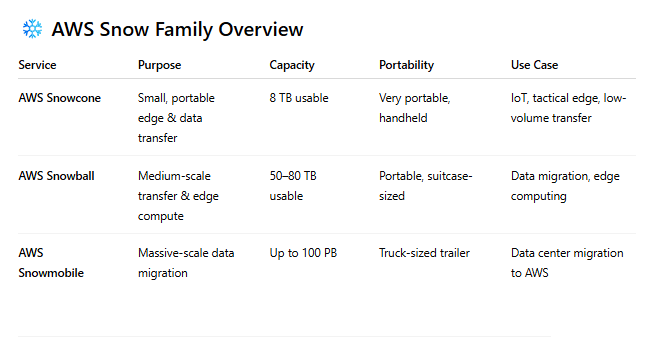 AWS Snow Family Overview
Service Purpose Capacity Portability Use Case
AWS Snowcone Small, portable 8 TB usable Very portable, IoT, tactical edge, low-
edge & data handheld volume transfer
transfer
AWS Snowball Medium-scale 50–80 TB Portable, suitcase- Data migration, edge
transfer & edge usable sized computing
compute
AWS Massive-scale data Up to 100 PB Truck-sized trailer Data center migration
Snowmobile migration to AWS